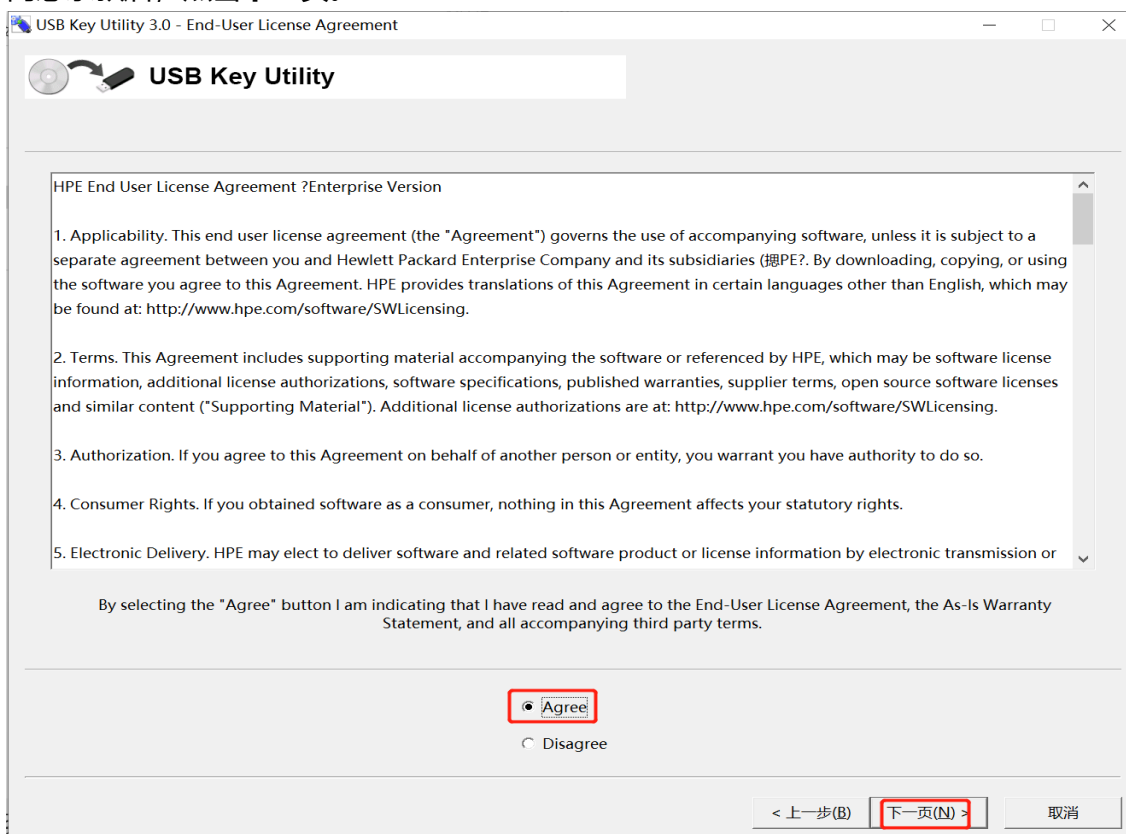 USB Key Utility 3.0 - End-User License Agreement
USB Key Utility
HPE End User License Agreement ?Enterprise Version
1. Applicability. This end user license agreement (the "Agreement") governs the use of accompanying software, unless it is subject to a
separate agreement between you and Hewlett Packard Enterprise Company and its subsidiaries (摁PE?. By downloading, copying, or using
the software you agree to this Agreement. HPE provides translations of this Agreement in certain languages other than English, which may
be found at: http://www.hpe.com/software/SWLicensing.
2. Terms. This Agreement includes supporting material accompanying the software or referenced by HPE, which may be software license
information, additional license authorizations, software specifications, published warranties, supplier terms, open source software licenses
and similar content ("Supporting Material"). Additional license authorizations are at: http://www.hpe.com/software/SWLicensing.
3. Authorization. If you agree to this Agreement on behalf of another person or entity, you warrant you have authority to do so.
4. Consumer Rights. If you obtained software as a consumer, nothing in this Agreement affects your statutory rights.
5. Electronic Delivery. HPE may elect to deliver software and related software product or license information by electronic transmission or
By selecting the "Agree" button I am indicating that I have read and agree to the End-User License Agreement, the As-Is Warranty
Statement, and all accompanying third party terms.
Agree
Disagree
< 上一步(B)
下一页(N) >
取消